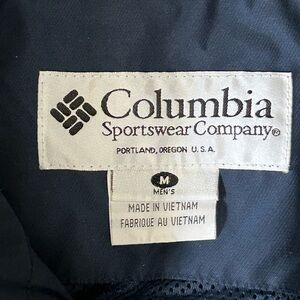 Columbia
Sportswear Company®
PORTLAND, OREGON U.S.A.
M
MEN'S
MADE IN VIETNAM
FABRIQUE AU VIETNAM